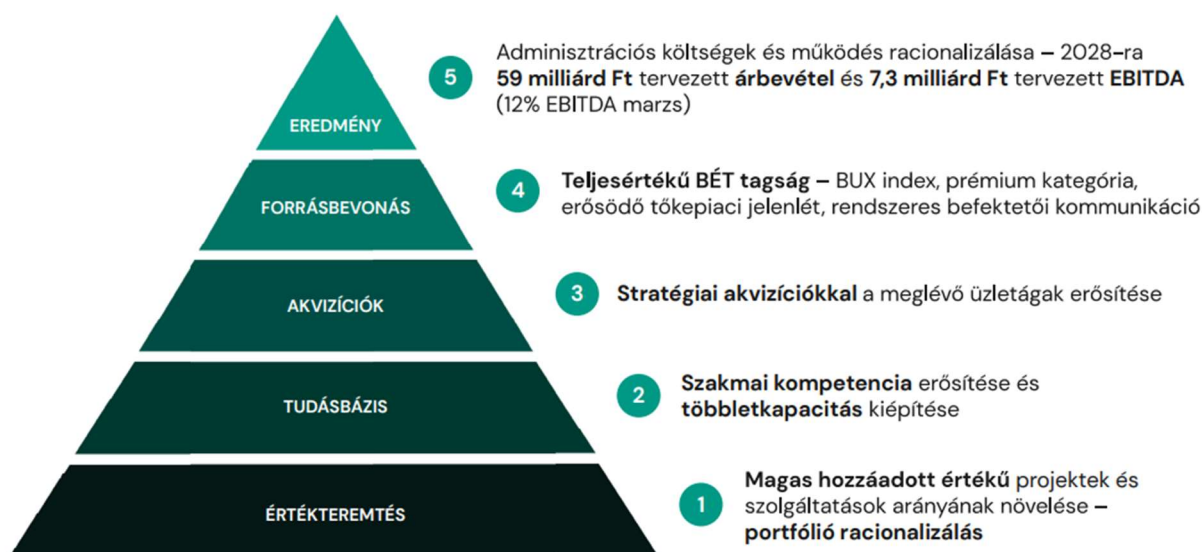 5
Adminisztrációs költségek és működés racionalizálása – 2028-ra
59 milliárd Ft tervezett árbevétel és 7,3 milliárd Ft tervezett EBITDA
(12% EBITDA marzs)
EREDMÉNY
4
Teljesértékű BÉT tagság – BUX index, prémium kategória,
erősödő tőkepiaci jelenlét, rendszeres befektetői kommunikáció
FORRÁSBEVONÁS
3
Stratégiai akvizíciókkal a meglévő üzletágak erősítése
AKVIZÍCIÓK
2
Szakmai kompetencia erősítése és
többletkapacitás kiépítése
TUDÁSBÁZIS
1
Magas hozzáadott értékű projektek és
szolgáltatások arányának növelése –
portfólió racionalizálás
ÉRTÉKTEREMTÉS